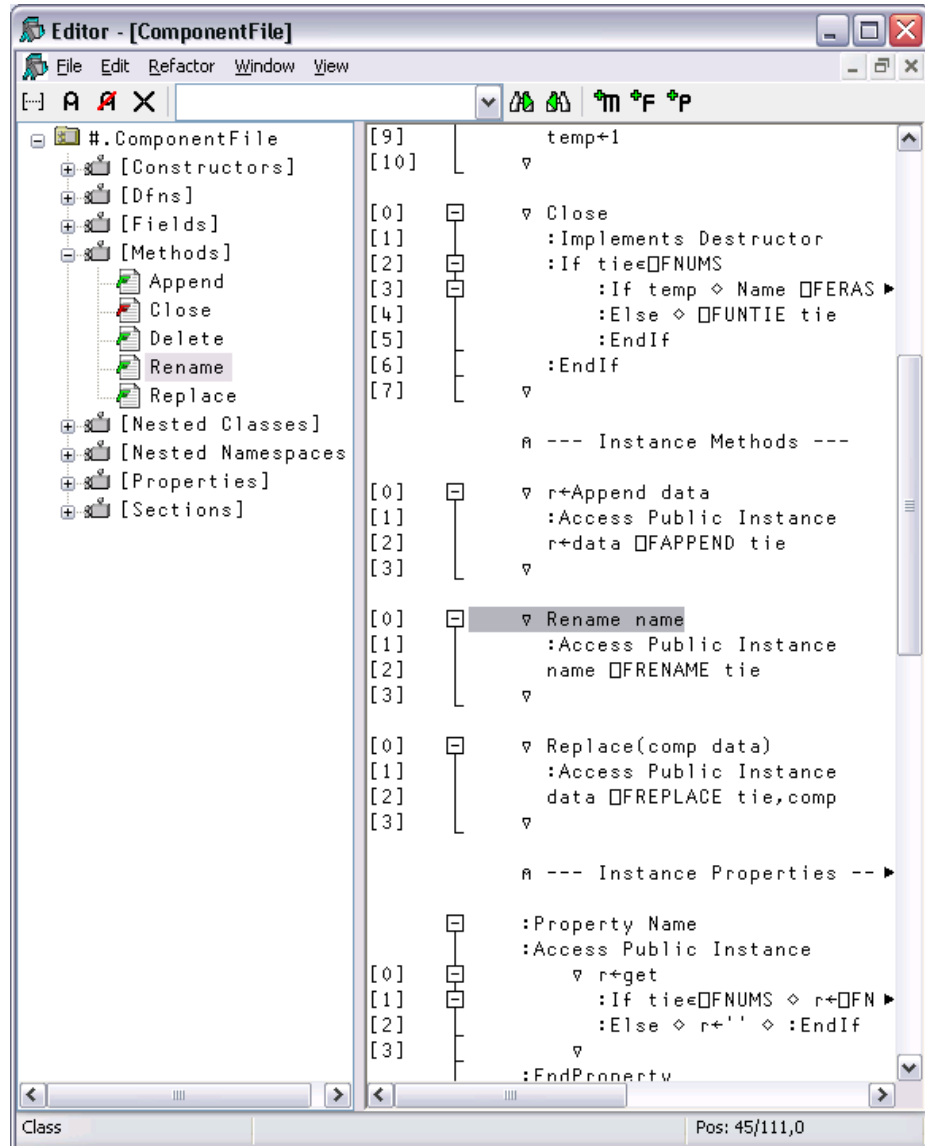 Editor - [ComponentFile]
File Edit Refactor Window View
[...] ⍝ ⍝ +m +F +P
#.ComponentFile
[Constructors]
[Dfns]
[Fields]
[Methods]
Append
Close
Delete
Rename
Replace
[Nested Classes]
[Nested Namespaces
[Properties]
[Sections]
[9] temp←1
[10] ∇
[0] ∇ Close
[1] :Implements Destructor
[2] :If tie∊⎕FNUMS
[3] :If temp ⋄ Name ⎕FERAS
[4] :Else ⋄ ⎕FUNTIE tie
[5] :EndIf
[6] :EndIf
[7] ∇
⍝ --- Instance Methods ---
[0] ∇ r←Append data
[1] :Access Public Instance
[2] r←data ⎕FAPPEND tie
[3] ∇
[0] ∇ Rename name
[1] :Access Public Instance
[2] name ⎕FRENAME tie
[3] ∇
[0] ∇ Replace(comp data)
[1] :Access Public Instance
[2] data ⎕FREPLACE tie,comp
[3] ∇
⍝ --- Instance Properties --
:Property Name
:Access Public Instance
[0] ∇ r←get
[1] :If tie∊⎕FNUMS ⋄ r←⎕FN
[2] :Else ⋄ r←'' ⋄ :EndIf
[3] ∇
:EndProperty
Class
Pos: 45/111,0